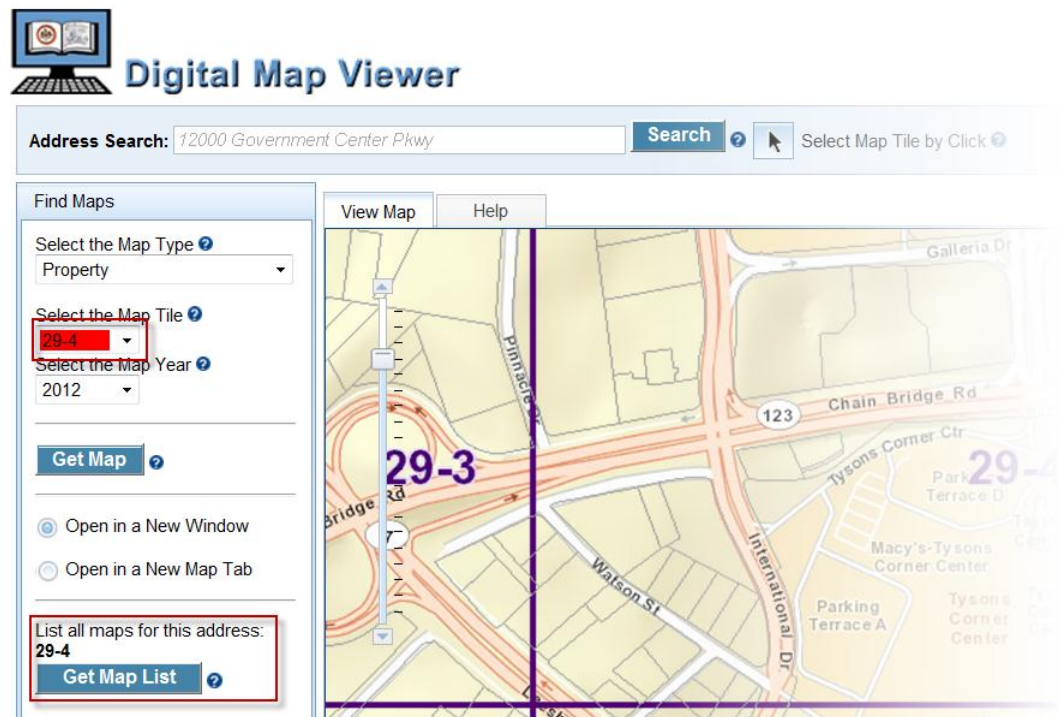 Digital Map Viewer
Address Search: 12000 Government Center Pkwy Search Select Map Tile by Click
Find Maps
View Map Help
Select the Map Type
Property
Select the Map Tile
29-4
Select the Map Year
2012
Get Map
Open in a New Window
Open in a New Map Tab
List all maps for this address:
29-4
Get Map List
Galleria Dr
Pinnacle Dr
Chain Bridge Rd
123
Tysons Corner Ctr
29-3
29-4
Park
Terrace D
Bridge Rd
7
Macy's-Tysons
Corner Center
International Dr
Watson St
Parking
Terrace A
Tysons
Corner
Center